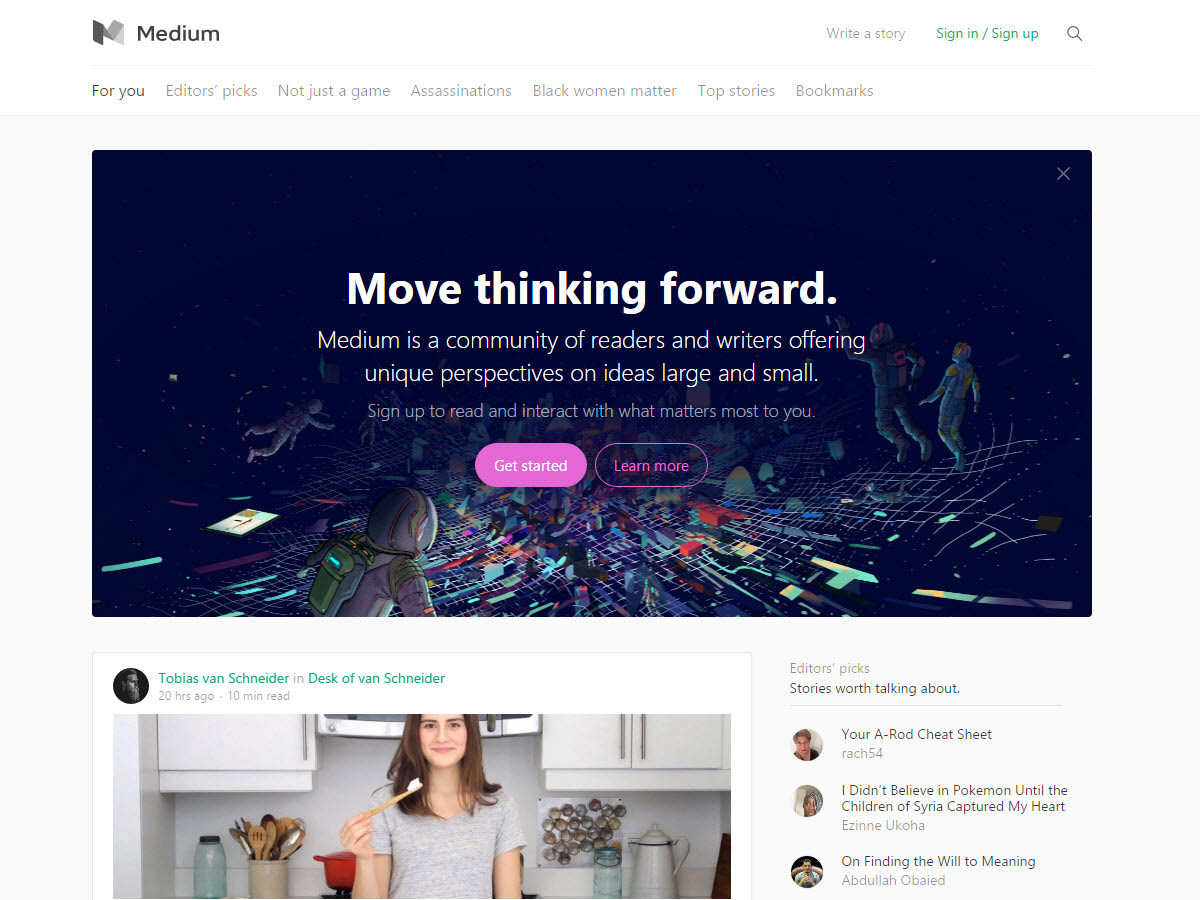 Medium
Write a story Sign in / Sign up
For you Editors’ picks Not just a game Assassinations Black women matter Top stories Bookmarks
Move thinking forward.
Medium is a community of readers and writers offering
unique perspectives on ideas large and small.
Sign up to read and interact with what matters most to you.
Get started Learn more
Tobias van Schneider in Desk of van Schneider
20 hrs ago · 10 min read
Editors’ picks
Stories worth talking about.
Your A-Rod Cheat Sheet
rach54
I Didn’t Believe in Pokemon Until the
Children of Syria Captured My Heart
Ezinne Ukoha
On Finding the Will to Meaning
Abdullah Obaied